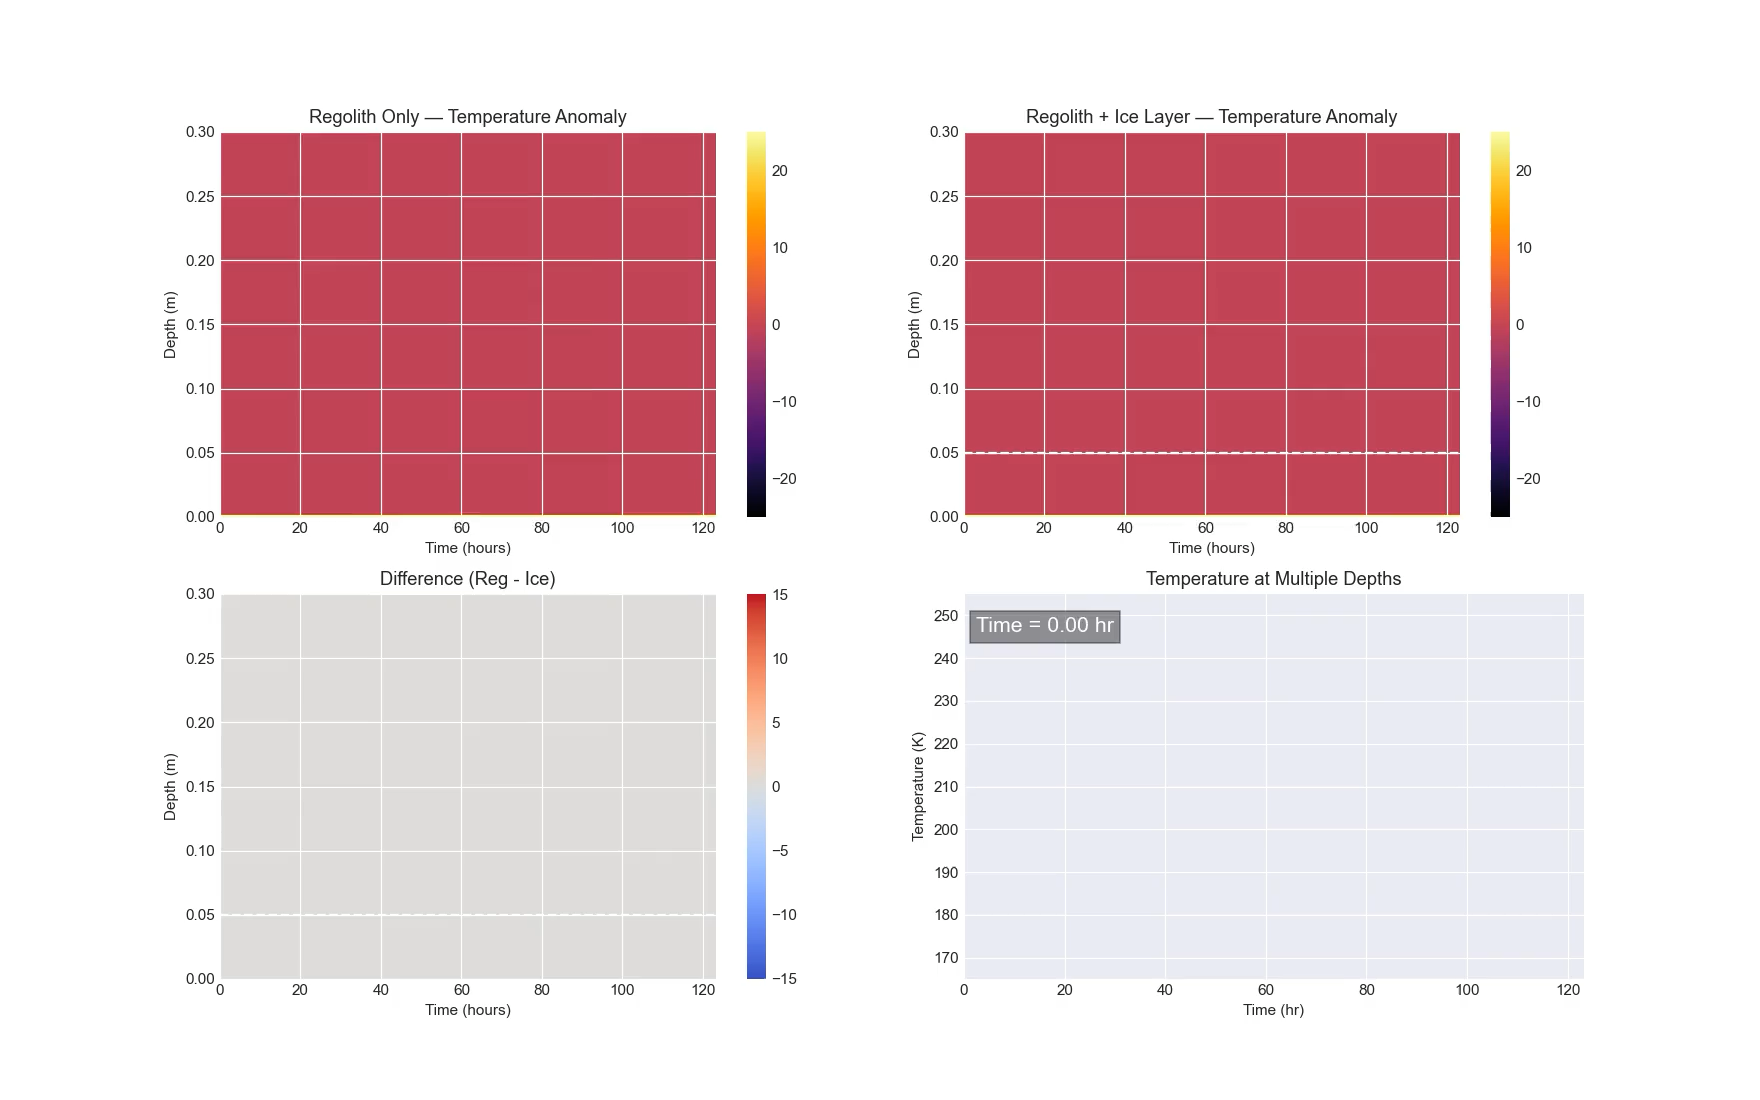 Regolith Only — Temperature Anomaly
0.30
0.25
0.20
0.15
0.10
0.05
0.00
Depth (m)
0 20 40 60 80 100 120
Time (hours)
20
10
0
−10
−20
Regolith + Ice Layer — Temperature Anomaly
0.30
0.25
0.20
0.15
0.10
0.05
0.00
Depth (m)
0 20 40 60 80 100 120
Time (hours)
20
10
0
−10
−20
Difference (Reg - Ice)
0.30
0.25
0.20
0.15
0.10
0.05
0.00
Depth (m)
0 20 40 60 80 100 120
Time (hours)
15
10
5
0
−5
−10
−15
Temperature at Multiple Depths
Time = 0.00 hr
250
240
230
220
210
200
190
180
170
Temperature (K)
0 20 40 60 80 100 120
Time (hr)